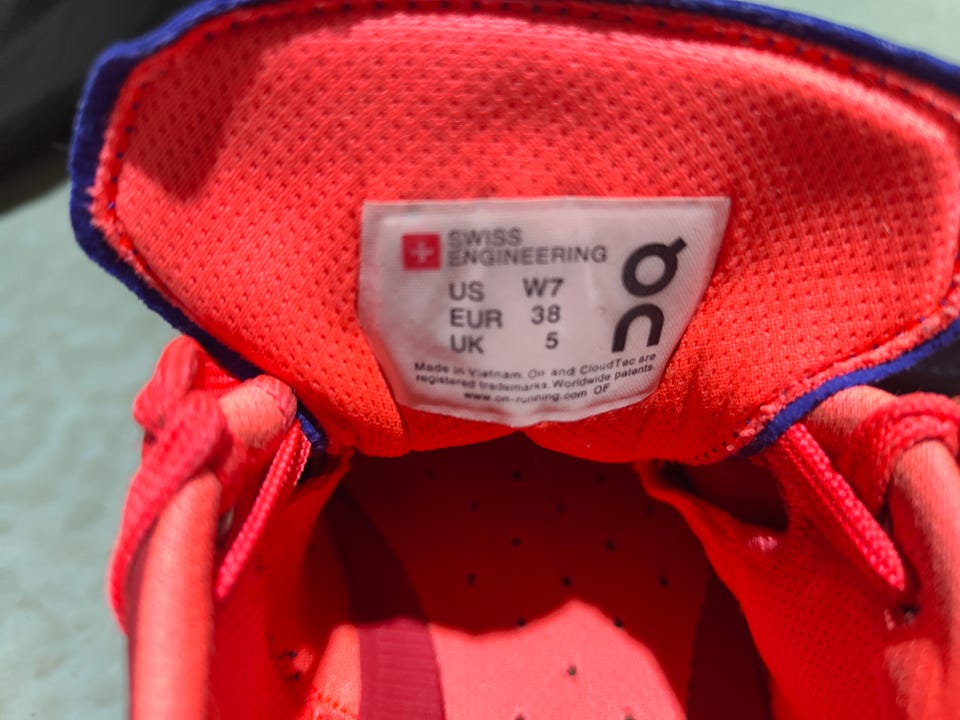 SWISS
ENGINEERING
On
US W7
EUR 38
UK 5
Made in Vietnam. On and CloudTec are
registered trademarks. Worldwide patents.
www.on-running.com OF